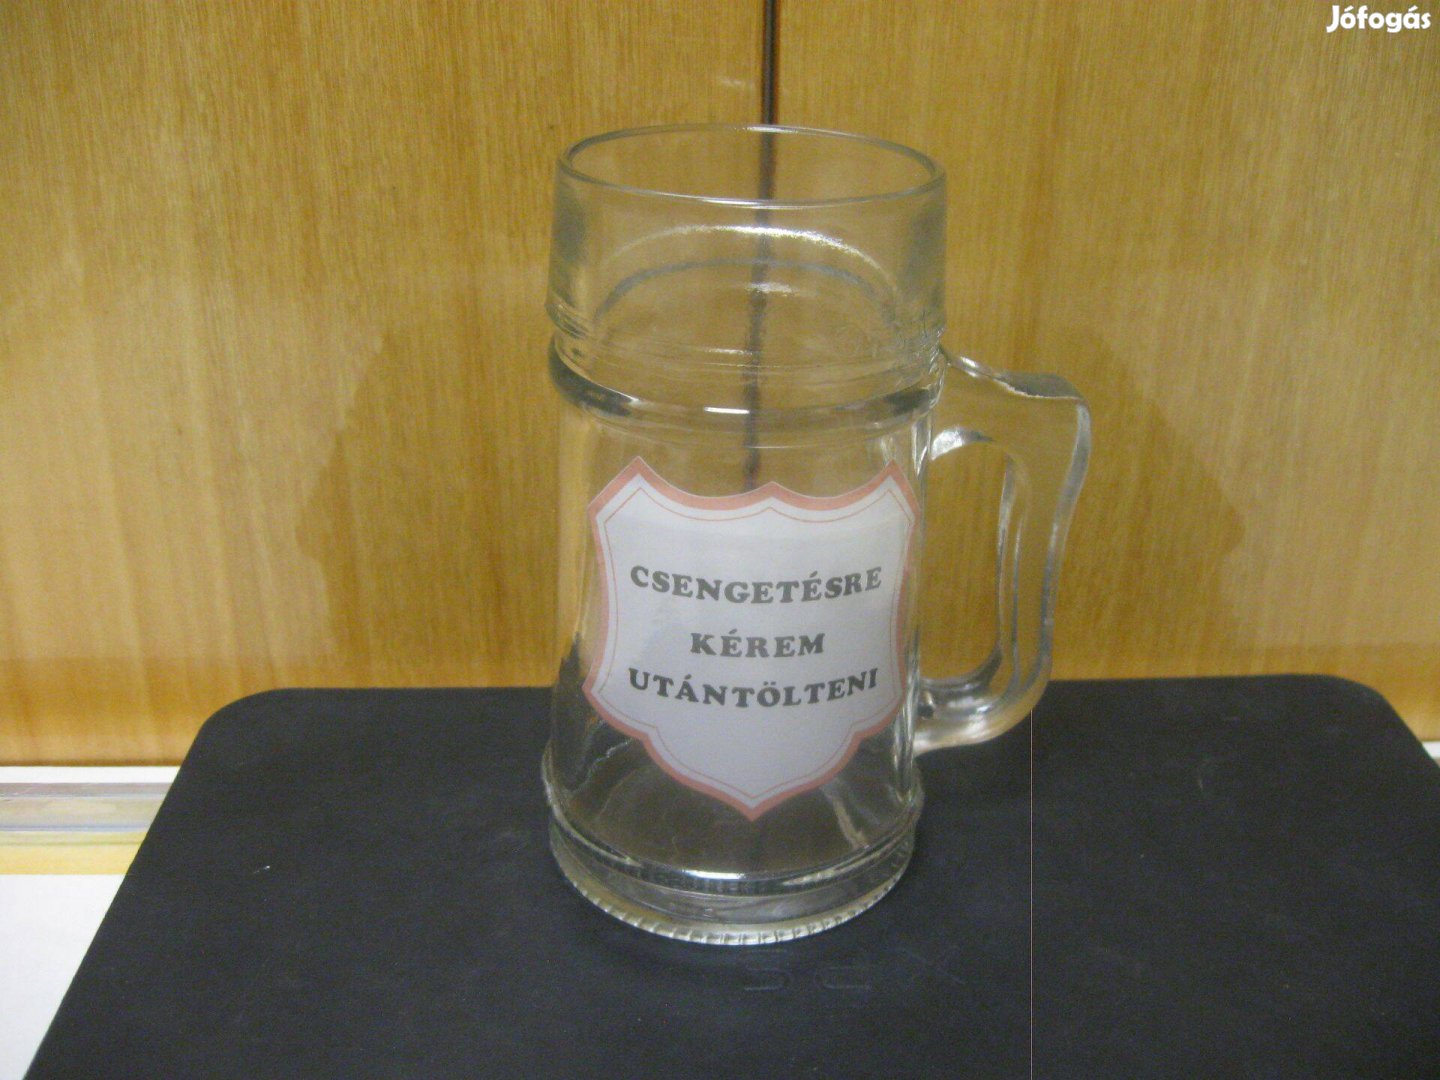 Jófogás
CSENGETÉSRE
KÉREM
UTÁNTÖLTENI